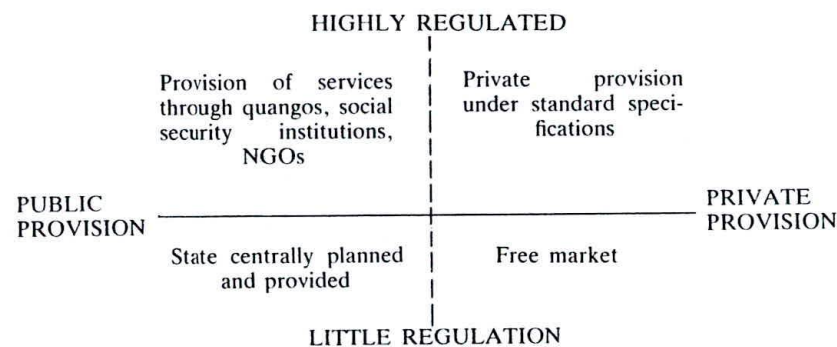 HIGHLY REGULATED
Provision of services
through quangos, social
security institutions,
NGOs
Private provision
under standard speci-
fications
PUBLIC
PROVISION
PRIVATE
PROVISION
State centrally planned
and provided
Free market
LITTLE REGULATION